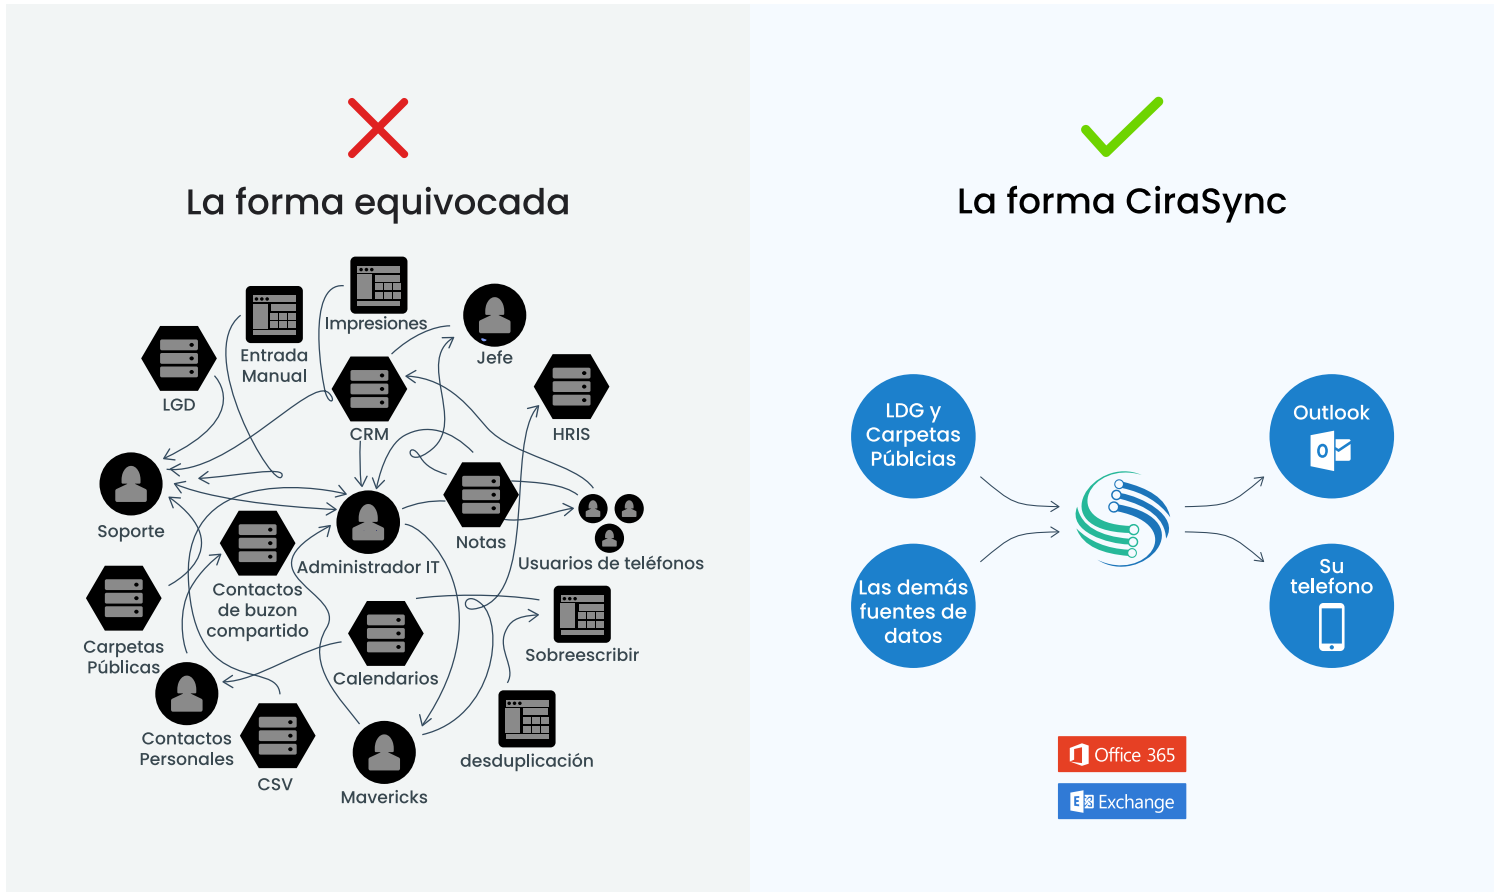 La forma equivocada
Impresiones
Entrada
Manual
Jefe
LGD
CRM
HRIS
Soporte
Notas
Administrador IT
Usuarios de teléfonos
Contactos
de buzon
compartido
Carpetas
Públicas
Calendarios
Sobreescribir
Contactos
Personales
CSV
Mavericks
desduplicación
La forma CiraSync
LDG y
Carpetas
Públcias
Outlook
O
Las demás
fuentes de
datos
Su
telefono
Office 365
E Exchange